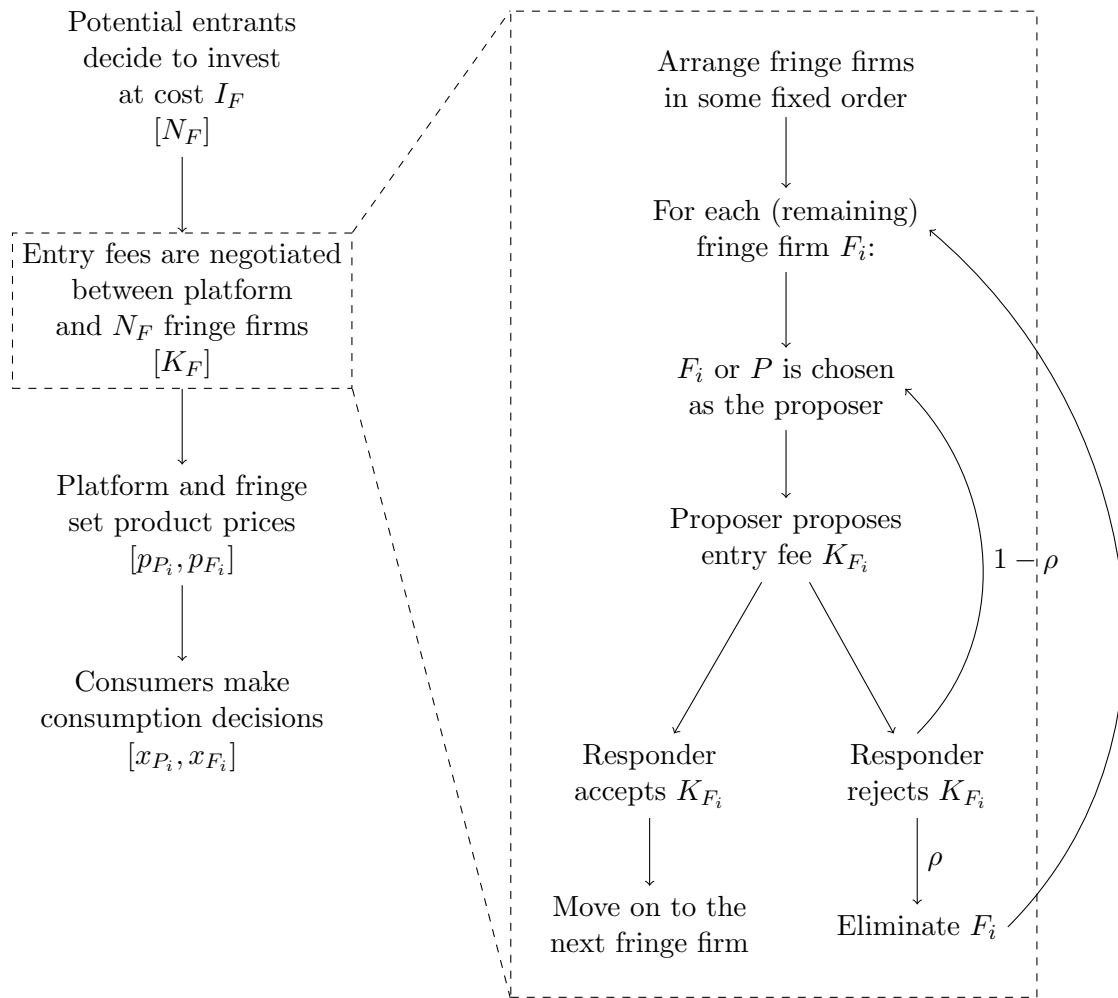 Potential entrants
decide to invest
at cost I_F
[N_F]
Entry fees are negotiated
between platform
and N_F fringe firms
[K_F]
Platform and fringe
set product prices
[p_{P_i}, p_{F_i}]
Consumers make
consumption decisions
[x_{P_i}, x_{F_i}]
Arrange fringe firms
in some fixed order
For each (remaining)
fringe firm F_i:
F_i or P is chosen
as the proposer
Proposer proposes
entry fee K_{F_i}
1 − ρ
Responder
accepts K_{F_i}
Responder
rejects K_{F_i}
ρ
Move on to the
next fringe firm
Eliminate F_i